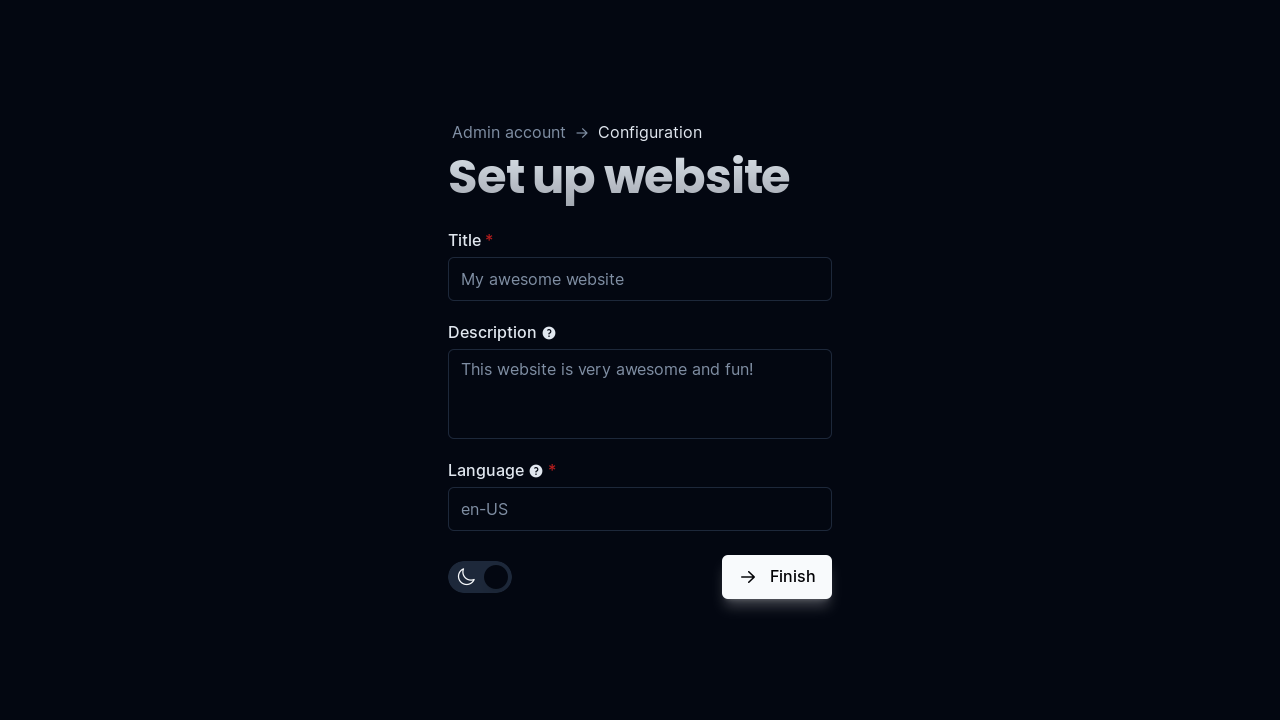 Admin account → Configuration
Set up website
Title *
My awesome website
Description ?
This website is very awesome and fun!
Language ? *
en-US
→ Finish